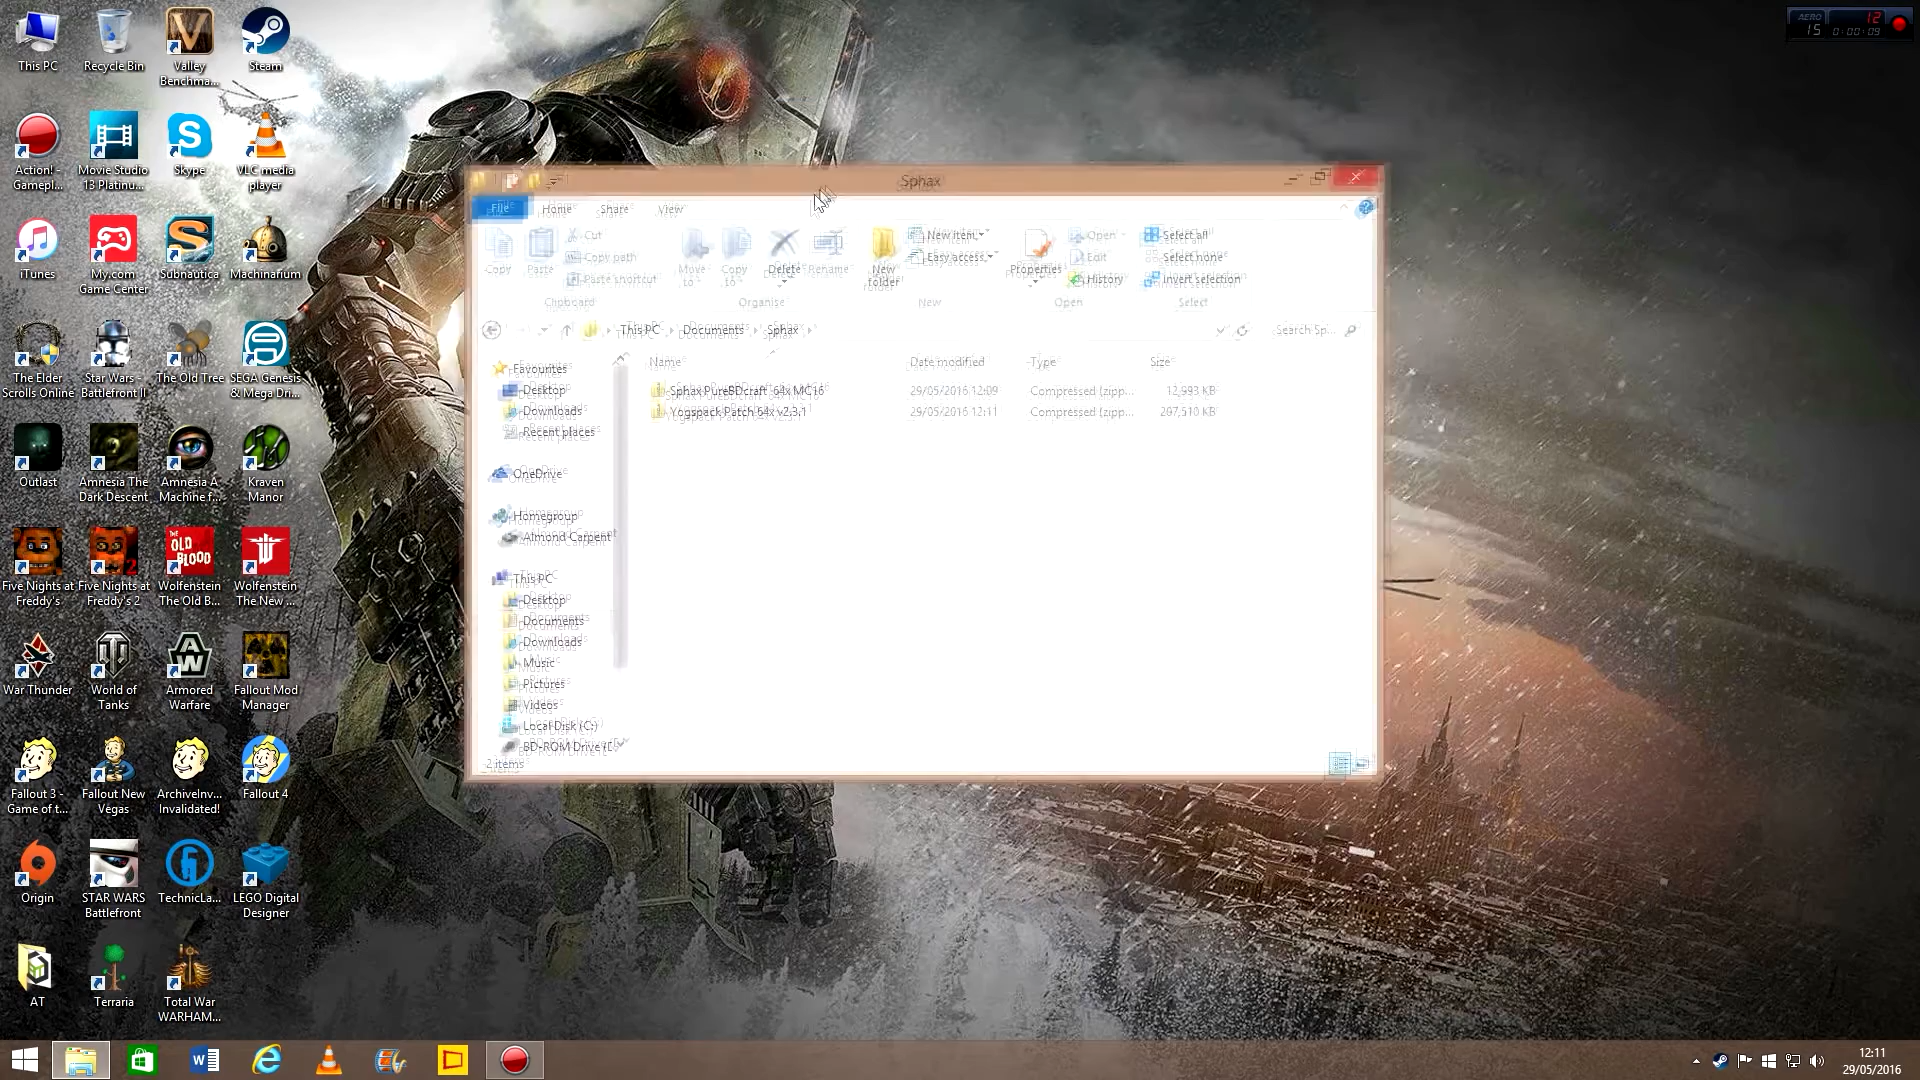 This PC
Recycle Bin
Valley
Benchma...
Steam
Action! -
Gamepl...
Movie Studio
13 Platinu...
Skype
VLC media
player
iTunes
My.com
Game Center
Subnautica
Machinarium
The Elder
Scrolls Online
Star Wars -
Battlefront II
The Old Tree
SEGA Genesis
& Mega Dri...
Outlast
Amnesia The
Dark Descent
Amnesia A
Machine f...
Kraven
Manor
THE
OLD
BLOOD
Five Nights at
Freddy's
Five Nights at
Freddy's 2
Wolfenstein
The Old B...
Wolfenstein
The New ...
War Thunder
World of
Tanks
Armored
Warfare
Fallout Mod
Manager
Fallout 3 -
Game of t...
Fallout New
Vegas
ArchiveInv...
Invalidated!
Fallout 4
Origin
STAR WARS
Battlefront
TechnicLa...
LEGO Digital
Designer
AT
Terraria
Total War
WARHAM...
AERO
15
12
0:00:09
Sphax
File
Home
Share
View
Copy
Paste
Cut
Copy path
Paste shortcut
Clipboard
Move
to
Copy
to
Delete
Rename
Organise
New
folder
New item
Easy access
New
Properties
Open
Edit
History
Open
Select all
Select none
Invert selection
Select
This PC
Documents
Sphax
Search Sp...
Name
Date modified
Type
Size
Sphax PureBDcraft 64x MC16
29/05/2016 12:09
Compressed (zipp...
12,993 KB
Yogspack Patch 64x v2.3.1
29/05/2016 12:11
Compressed (zipp...
Favourites
Desktop
Downloads
Recent places
OneDrive
Homegroup
Almond Carpent
This PC
Desktop
Documents
Downloads
Music
Pictures
Videos
Local Disk (C:)
BD-ROM Drive (E
2 items
12:11
29/05/2016